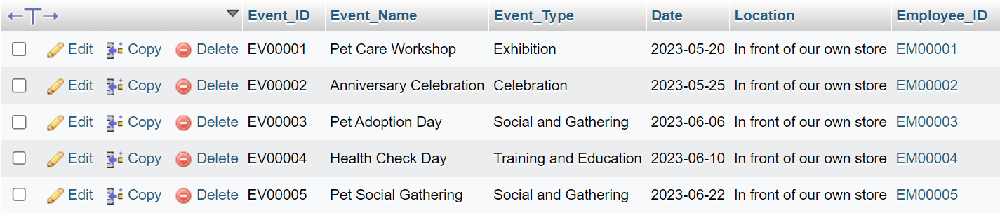 Event_ID Event_Name Event_Type Date Location Employee_ID
Edit Copy Delete EV00001 Pet Care Workshop Exhibition 2023-05-20 In front of our own store EM00001
Edit Copy Delete EV00002 Anniversary Celebration Celebration 2023-05-25 In front of our own store EM00002
Edit Copy Delete EV00003 Pet Adoption Day Social and Gathering 2023-06-06 In front of our own store EM00003
Edit Copy Delete EV00004 Health Check Day Training and Education 2023-06-10 In front of our own store EM00004
Edit Copy Delete EV00005 Pet Social Gathering Social and Gathering 2023-06-22 In front of our own store EM00005